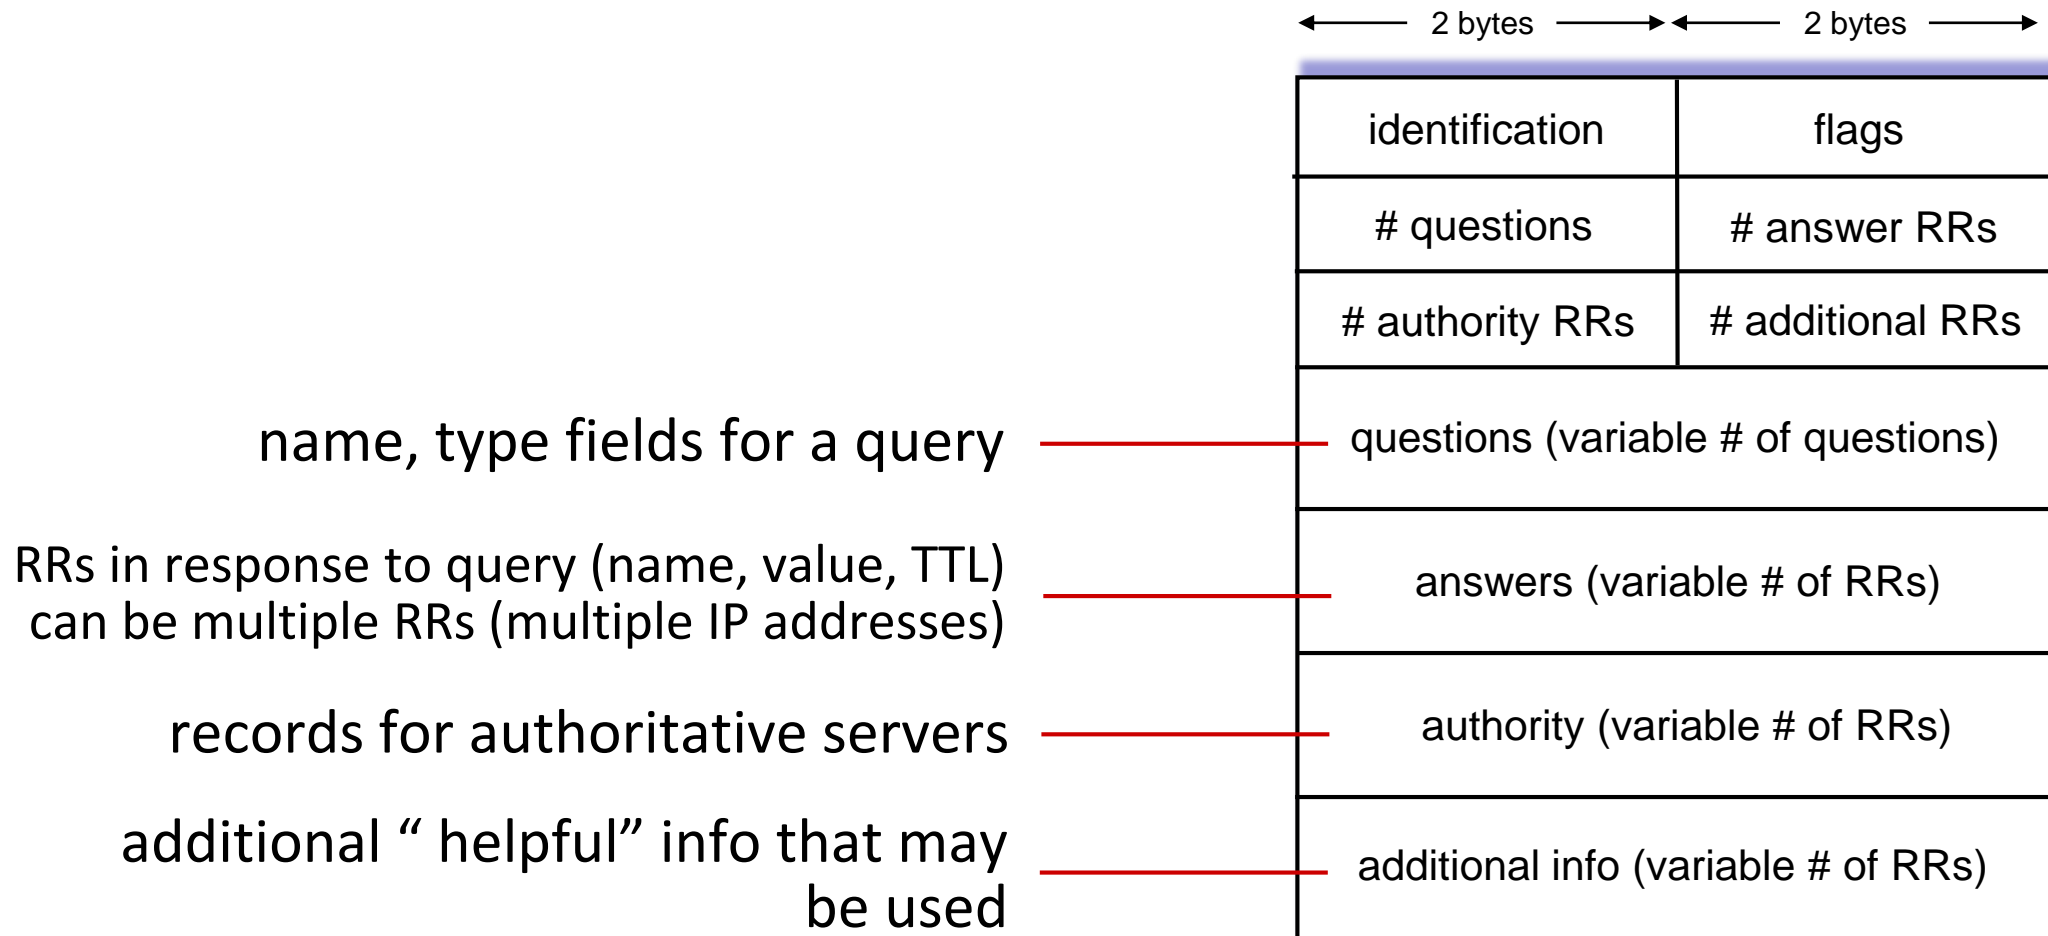 2 bytes 2 bytes
identification flags
# questions # answer RRs
# authority RRs # additional RRs
name, type fields for a query
questions (variable # of questions)
RRs in response to query (name, value, TTL)
can be multiple RRs (multiple IP addresses)
answers (variable # of RRs)
records for authoritative servers
authority (variable # of RRs)
additional “ helpful” info that may
be used
additional info (variable # of RRs)